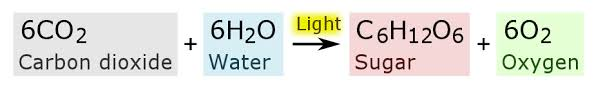 6CO₂ + 6H₂O Light → C₆H₁₂O₆ + 6O₂
Carbon dioxide Water Sugar Oxygen